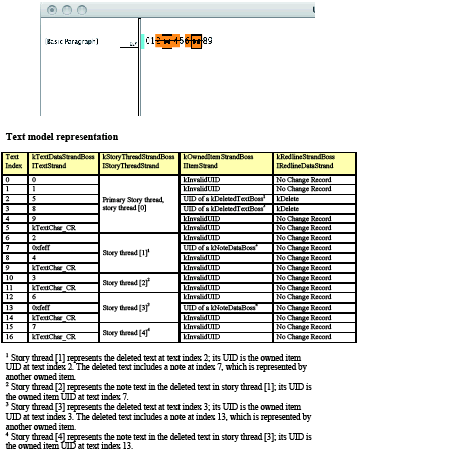 [Basic Paragraph]
0 1 2 4 5 6 8 9
Text model representation
Text Index kTextDataStrandBoss ITextStrand kStoryThreadStrandBoss IStoryThreadStrand kOwnedItemStrandBoss IItemStrand kRedlineStrandBoss IRedlineDataStrand
0 0 Primary Story thread, story thread [0] kInvalidUID No Change Record
1 1 kInvalidUID No Change Record
2 5 UID of a kDeletedTextBoss1 kDelete
3 8 UID of a kDeletedTextBoss kDelete
4 9 kInvalidUID No Change Record
5 kTextChar_CR kInvalidUID No Change Record
6 2 Story thread [1]1 kInvalidUID No Change Record
7 0xfeff UID of a kNoteDataBoss No Change Record
8 4 kInvalidUID No Change Record
9 kTextChar_CR kInvalidUID No Change Record
10 3 Story thread [2]2 kInvalidUID No Change Record
11 kTextChar_CR kInvalidUID No Change Record
12 6 Story thread [3]3 kInvalidUID No Change Record
13 0xfeff UID of a kNoteDataBoss No Change Record
14 kTextChar_CR kInvalidUID No Change Record
15 7 Story thread [4]4 kInvalidUID No Change Record
16 kTextChar_CR kInvalidUID No Change Record
1 Story thread [1] represents the deleted text at text index 2; its UID is the owned item
UID at text index 2. The deleted text includes a note at index 7, which is represented by
another owned item.
2 Story thread [2] represents the note text in the deleted text in story thread [1]; its UID is
the owned item UID at text index 7.
3 Story thread [3] represents the deleted text at text index 3; its UID is the owned item
UID at text index 3. The deleted text includes a note at index 13, which is represented by
another owned item.
4 Story thread [4] represents the note text in the deleted text in story thread [3]; its UID is
the owned item UID at text index 13.